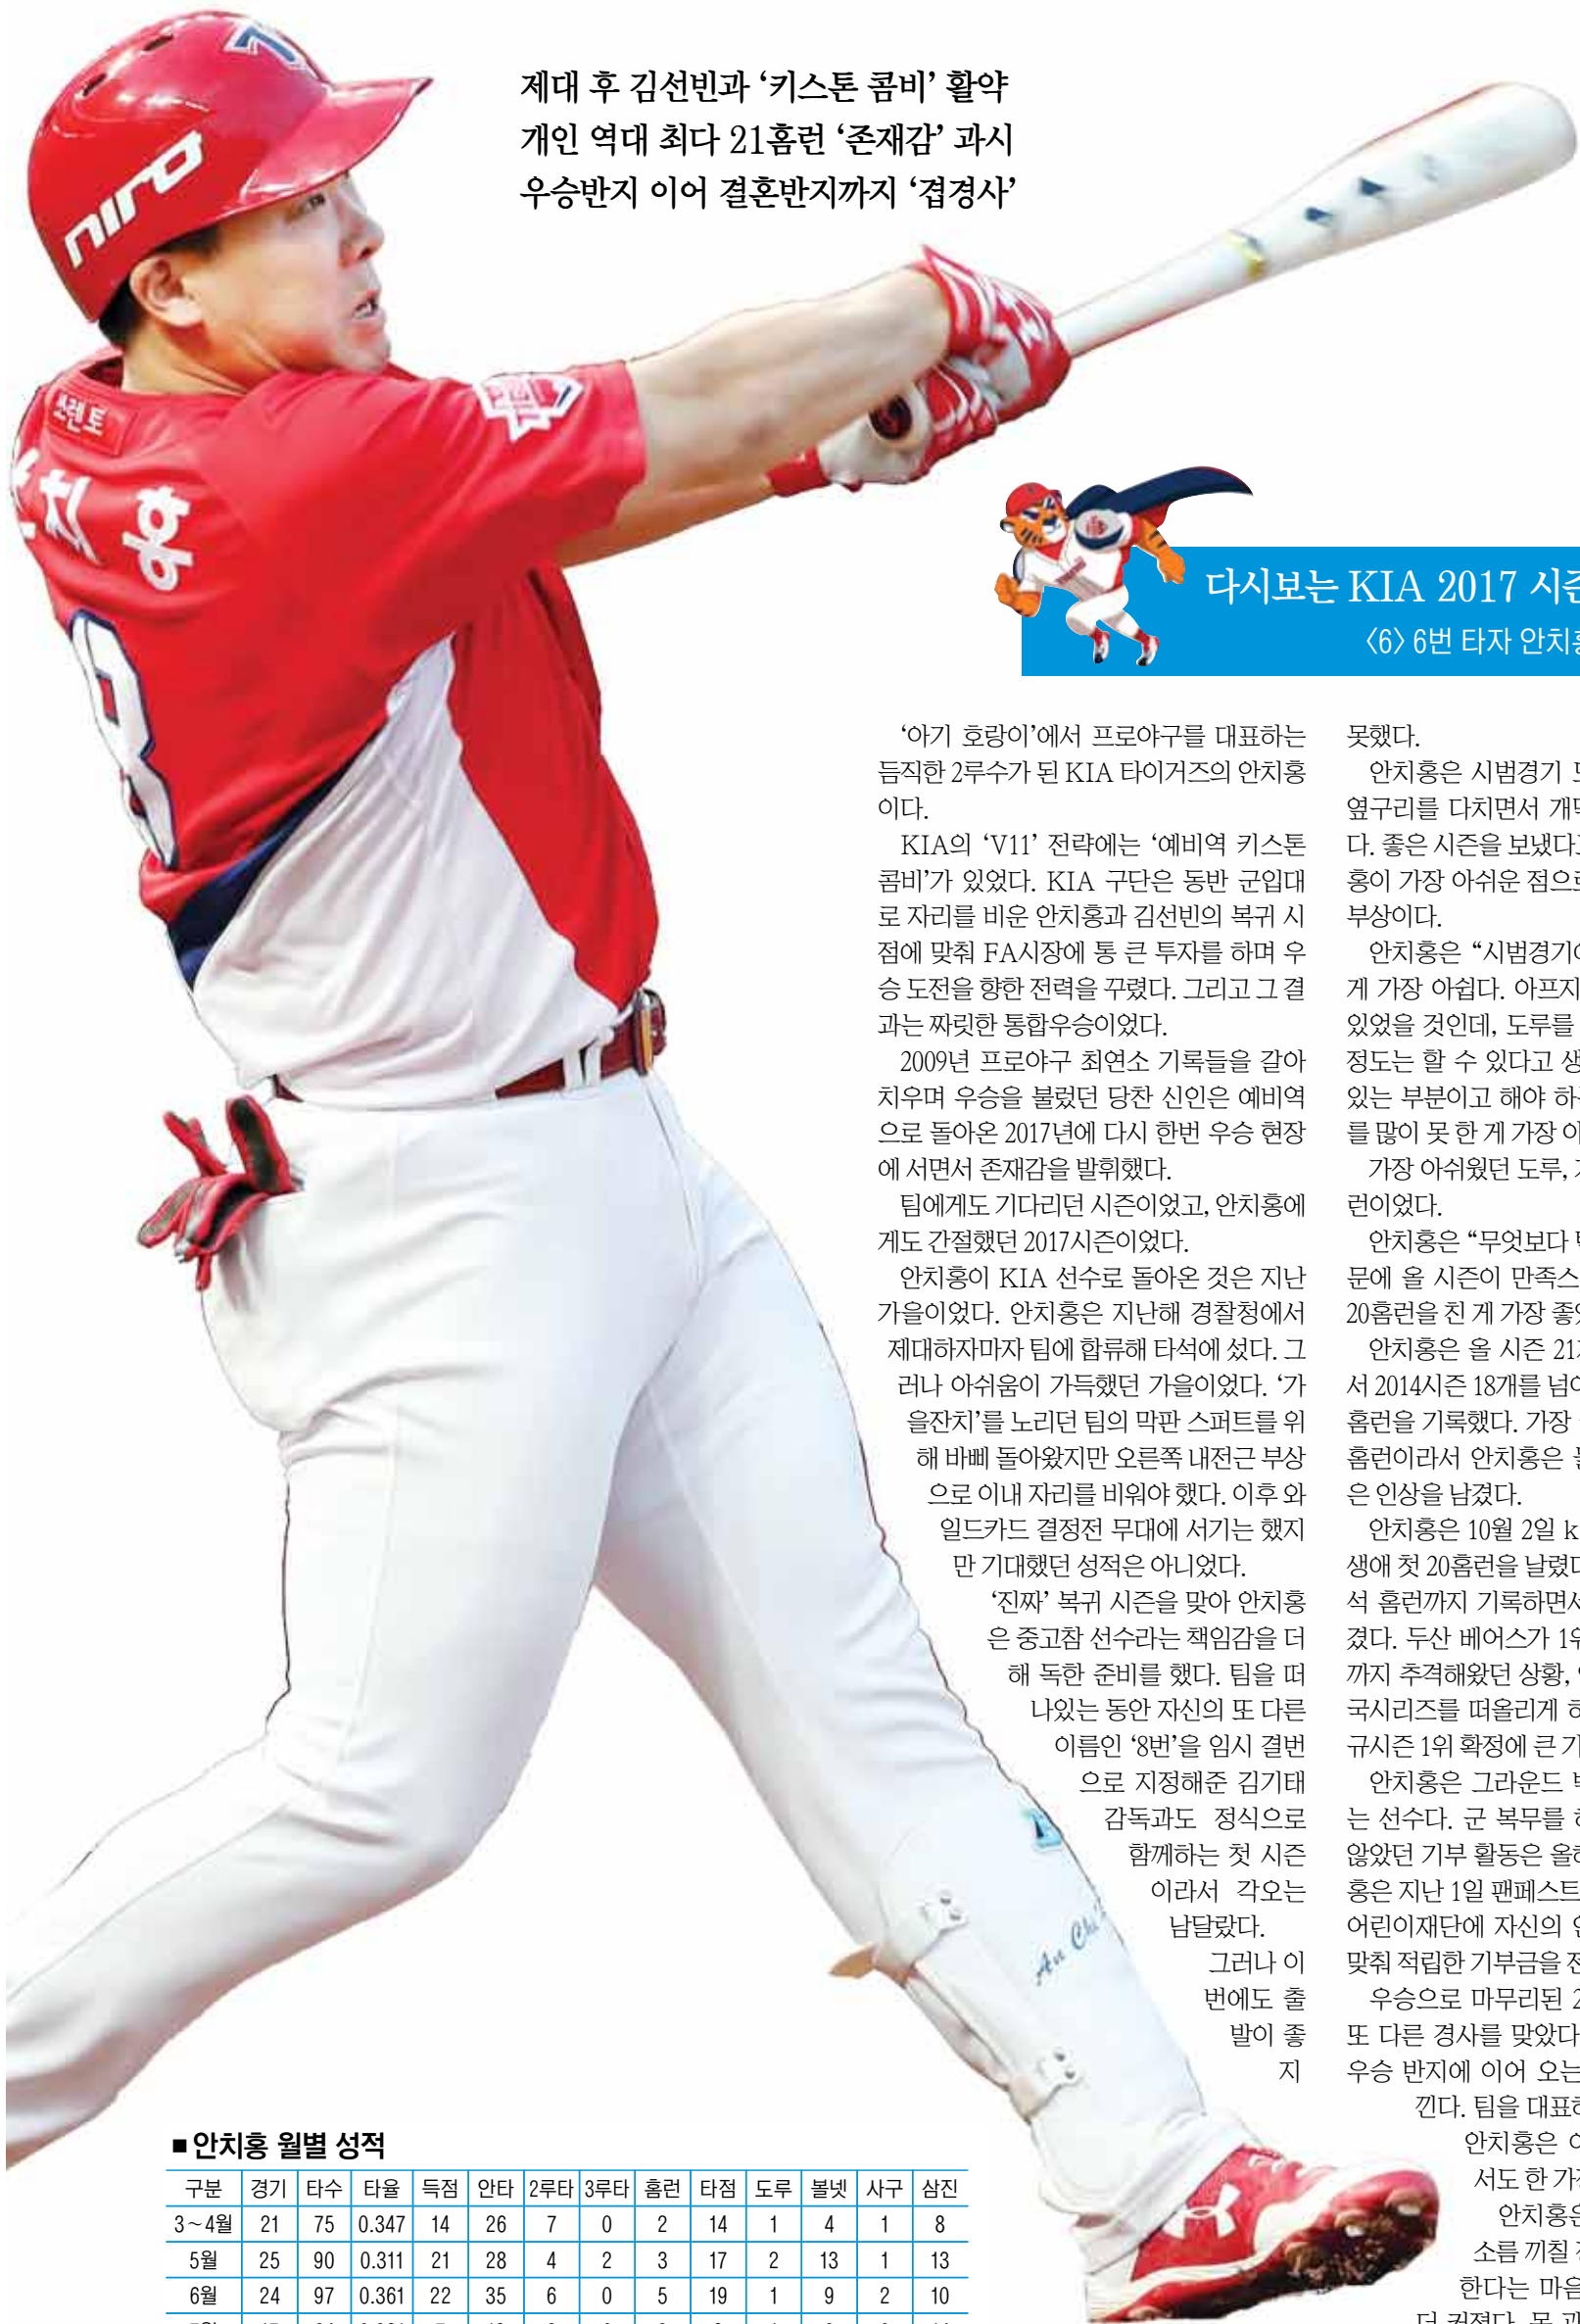 제대 후 김선빈과 ‘키스톤 콤비’ 활약
개인 역대 최다 21홈런 ‘존재감’ 과시
우승반지 이어 결혼반지까지 ‘겹경사’
niro
쏘렌토
치홍
8
다시보는 KIA 2017 시즌
〈6〉 6번 타자 안치홍
‘아기 호랑이’에서 프로야구를 대표하는
듬직한 2루수가 된 KIA 타이거즈의 안치홍
이다.
KIA의 ‘V11’ 전략에는 ‘예비역 키스톤
콤비’가 있었다. KIA 구단은 동반 군입대
로 자리를 비운 안치홍과 김선빈의 복귀 시
점에 맞춰 FA시장에 통 큰 투자를 하며 우
승 도전을 향한 전력을 꾸렸다. 그리고 그 결
과는 짜릿한 통합우승이었다.
2009년 프로야구 최연소 기록들을 갈아
치우며 우승을 불렀던 당찬 신인은 예비역
으로 돌아온 2017년에 다시 한번 우승 현장
에 서면서 존재감을 발휘했다.
팀에게도 기다리던 시즌이었고, 안치홍에
게도 간절했던 2017시즌이었다.
안치홍이 KIA 선수로 돌아온 것은 지난
가을이었다. 안치홍은 지난해 경찰청에서
제대하자마자 팀에 합류해 타석에 섰다. 그
러나 아쉬움이 가득했던 가을이었다. ‘가
을잔치’를 노리던 팀의 막판 스퍼트를 위
해 바삐 돌아왔지만 오른쪽 내전근 부상
으로 이내 자리를 비워야 했다. 이후 와
일드카드 결정전 무대에 서기는 했지
만 기대했던 성적은 아니었다.
‘진짜’ 복귀 시즌을 맞아 안치홍
은 중고참 선수라는 책임감을 더
해 독한 준비를 했다. 팀을 떠
나있는 동안 자신의 또 다른
이름인 ‘8번’을 임시 결번
으로 지정해준 김기태
감독과도 정식으로
함께하는 첫 시즌
이라서 각오는
남달랐다.
그러나 이
번에도 출
발이 좋
지
못했다.
안치홍은 시범경기
옆구리를 다치면서
다. 좋은 시즌을 보냈다고
홍이 가장 아쉬운 점으로
부상이다.
안치홍은 “시범경기에
게 가장 아쉽다. 아프지
있었을 것인데, 도루를
정도는 할 수 있다고
있는 부분이고 해야
를 많이 못 한 게 가장
가장 아쉬웠던 도루,
런이었다.
안치홍은 “무엇보다
문에 올 시즌이
20홈런을 친 게 가장
안치홍은 올 시즌
서 2014시즌 18개를
홈런을 기록했다. 가장
홈런이라서 안치홍은
은 인상을 남겼다.
안치홍은 10월 2일
생애 첫 20홈런을
석 홈런까지
겼다. 두산 베어스가
까지 추격해왔던 상황,
국시리즈를 떠올리게
규시즌 1위 확정에 큰
안치홍은 그라운드
는 선수다. 군 복무를
않았던 기부 활동은
홍은 지난 1일
어린이재단에 자신의
맞춰 적립한 기부금을
우승으로 마무리된
또 다른 경사를
우승 반지에 이어 오는
낀다. 팀을
안치홍은
서도 한
안치홍은
소름 끼칠
한다는
더
An Chi
■ 안치홍 월별 성적
구분 경기 타수 타율 득점 안타 2루타 3루타 홈런 타점 도루 볼넷 사구 삼진
3~4월 21 75 0.347 14 26 7 0 2 14 1 4 1 8
5월 25 90 0.311 21 28 4 2 3 17 2 13 1 13
6월 24 97 0.361 22 35 6 0 5 19 1 9 2 10